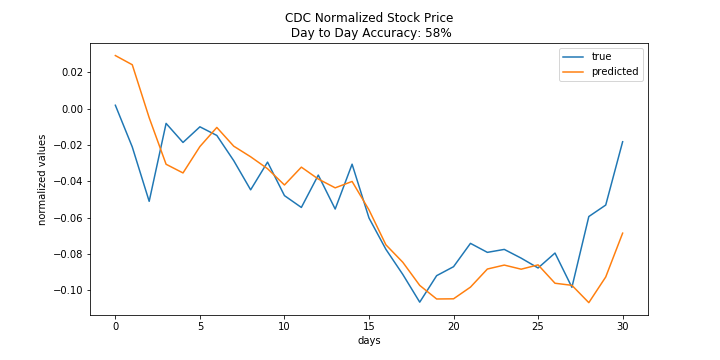 CDC Normalized Stock Price
Day to Day Accuracy: 58%
true
predicted
normalized values
0.02
0.00
−0.02
−0.04
−0.06
−0.08
−0.10
0 5 10 15 20 25 30
days